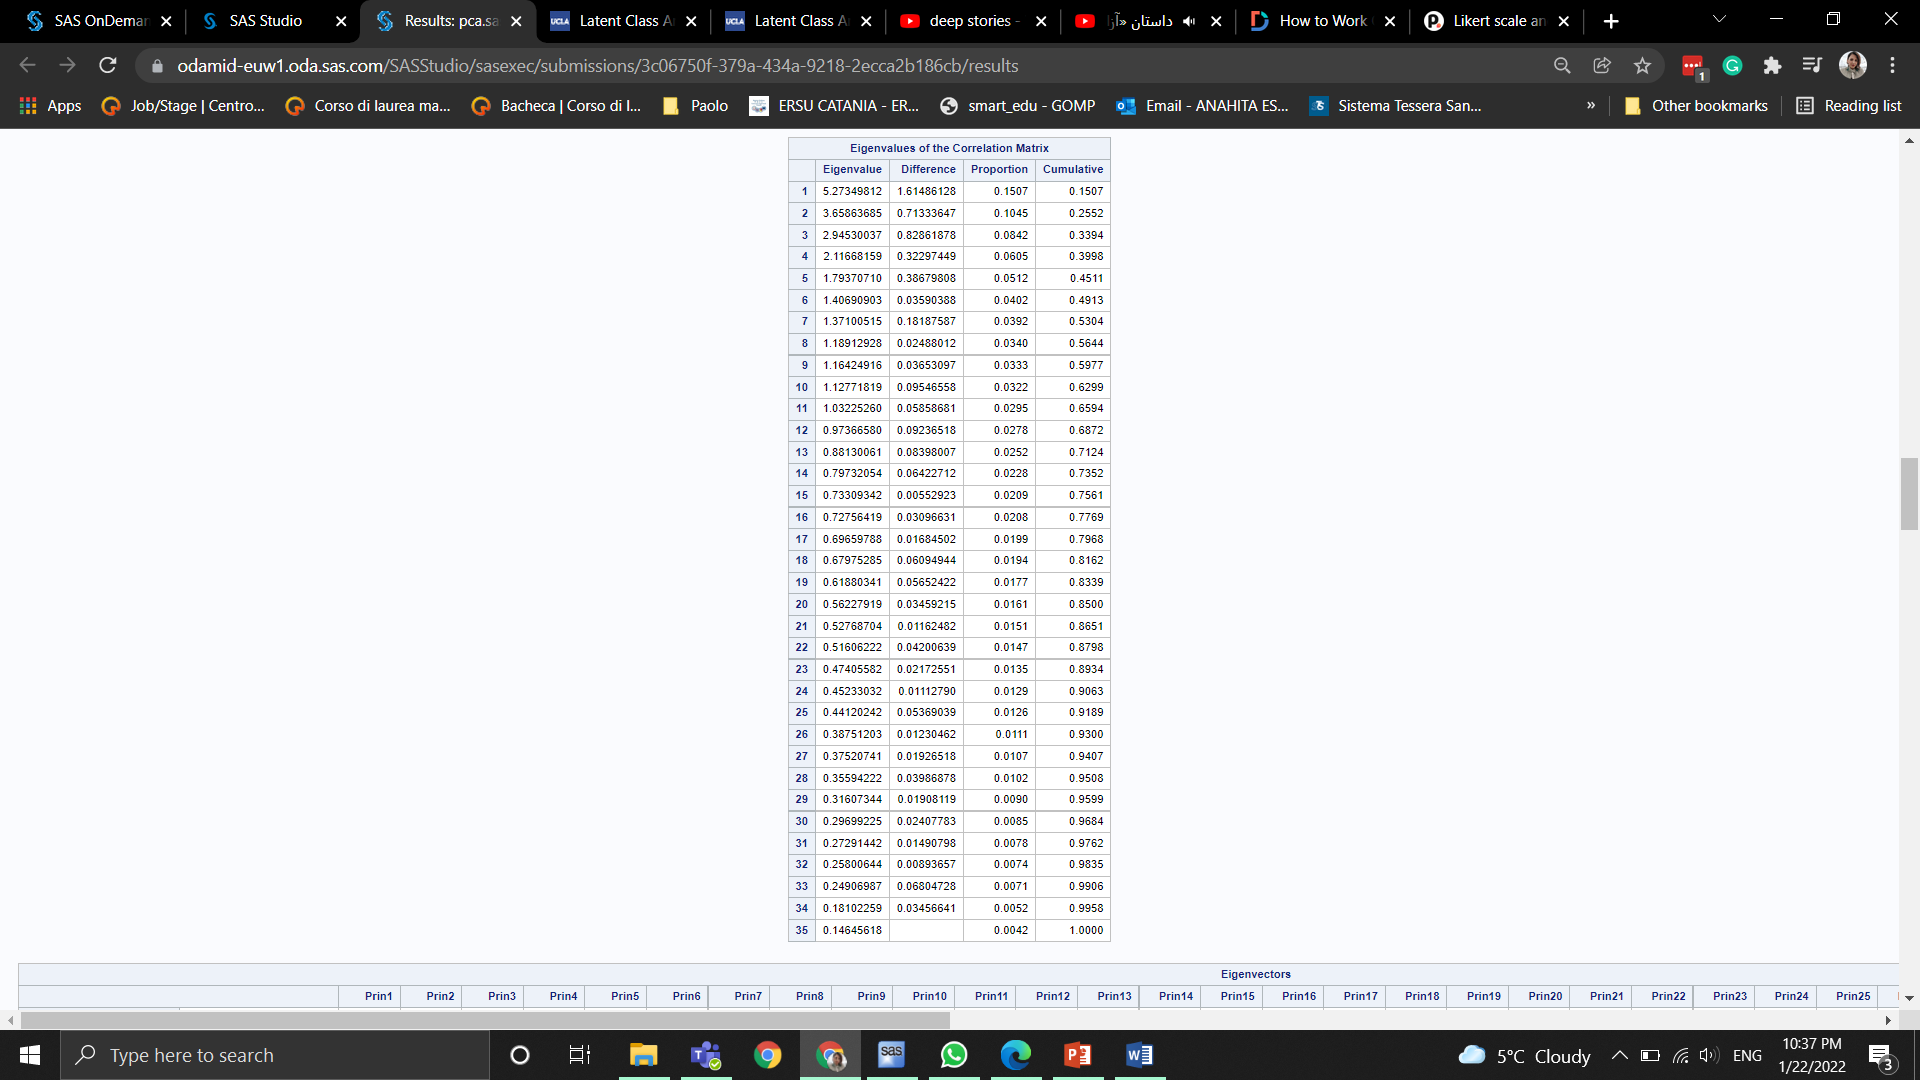 SAS OnDeman
SAS Studio
Results: pca.sa
UCLA Latent Class A
UCLA Latent Class A
deep stories -
داستان «آرا
How to Work
Likert scale an
odamid-euw1.oda.sas.com/SASStudio/sasexec/submissions/3c06750f-379a-434a-9218-2ecca2b186cb/results
1
Apps Job/Stage | Centro... Corso di laurea ma... Bacheca | Corso di l... Paolo ERSU CATANIA - ER... smart_edu - GOMP Email - ANAHITA ES... Sistema Tessera San... » Other bookmarks Reading list
Eigenvalues of the Correlation Matrix
Eigenvalue Difference Proportion Cumulative
1 5.27349812 1.61486128 0.1507 0.1507
2 3.65863685 0.71333647 0.1045 0.2552
3 2.94530037 0.82861878 0.0842 0.3394
4 2.11668159 0.32297449 0.0605 0.3998
5 1.79370710 0.38679808 0.0512 0.4511
6 1.40690903 0.03590388 0.0402 0.4913
7 1.37100515 0.18187587 0.0392 0.5304
8 1.18912928 0.02488012 0.0340 0.5644
9 1.16424916 0.03653097 0.0333 0.5977
10 1.12771819 0.09546558 0.0322 0.6299
11 1.03225260 0.05858681 0.0295 0.6594
12 0.97366580 0.09236518 0.0278 0.6872
13 0.88130061 0.08398007 0.0252 0.7124
14 0.79732054 0.06422712 0.0228 0.7352
15 0.73309342 0.00552923 0.0209 0.7561
16 0.72756419 0.03096631 0.0208 0.7769
17 0.69659788 0.01684502 0.0199 0.7968
18 0.67975285 0.06094944 0.0194 0.8162
19 0.61880341 0.05652422 0.0177 0.8339
20 0.56227919 0.03459215 0.0161 0.8500
21 0.52768704 0.01162482 0.0151 0.8651
22 0.51606222 0.04200639 0.0147 0.8798
23 0.47405582 0.02172551 0.0135 0.8934
24 0.45233032 0.01112790 0.0129 0.9063
25 0.44120242 0.05369039 0.0126 0.9189
26 0.38751203 0.01230462 0.0111 0.9300
27 0.37520741 0.01926518 0.0107 0.9407
28 0.35594222 0.03986878 0.0102 0.9508
29 0.31607344 0.01908119 0.0090 0.9599
30 0.29699225 0.02407783 0.0085 0.9684
31 0.27291442 0.01490798 0.0078 0.9762
32 0.25800644 0.00893657 0.0074 0.9835
33 0.24906987 0.06804728 0.0071 0.9906
34 0.18102259 0.03456641 0.0052 0.9958
35 0.14645618 0.0042 1.0000
Eigenvectors
Prin1 Prin2 Prin3 Prin4 Prin5 Prin6 Prin7 Prin8 Prin9 Prin10 Prin11 Prin12 Prin13 Prin14 Prin15 Prin16 Prin17 Prin18 Prin19 Prin20 Prin21 Prin22 Prin23 Prin24 Prin25
Type here to search
sas
5°C Cloudy
ENG
10:37 PM
1/22/2022
3